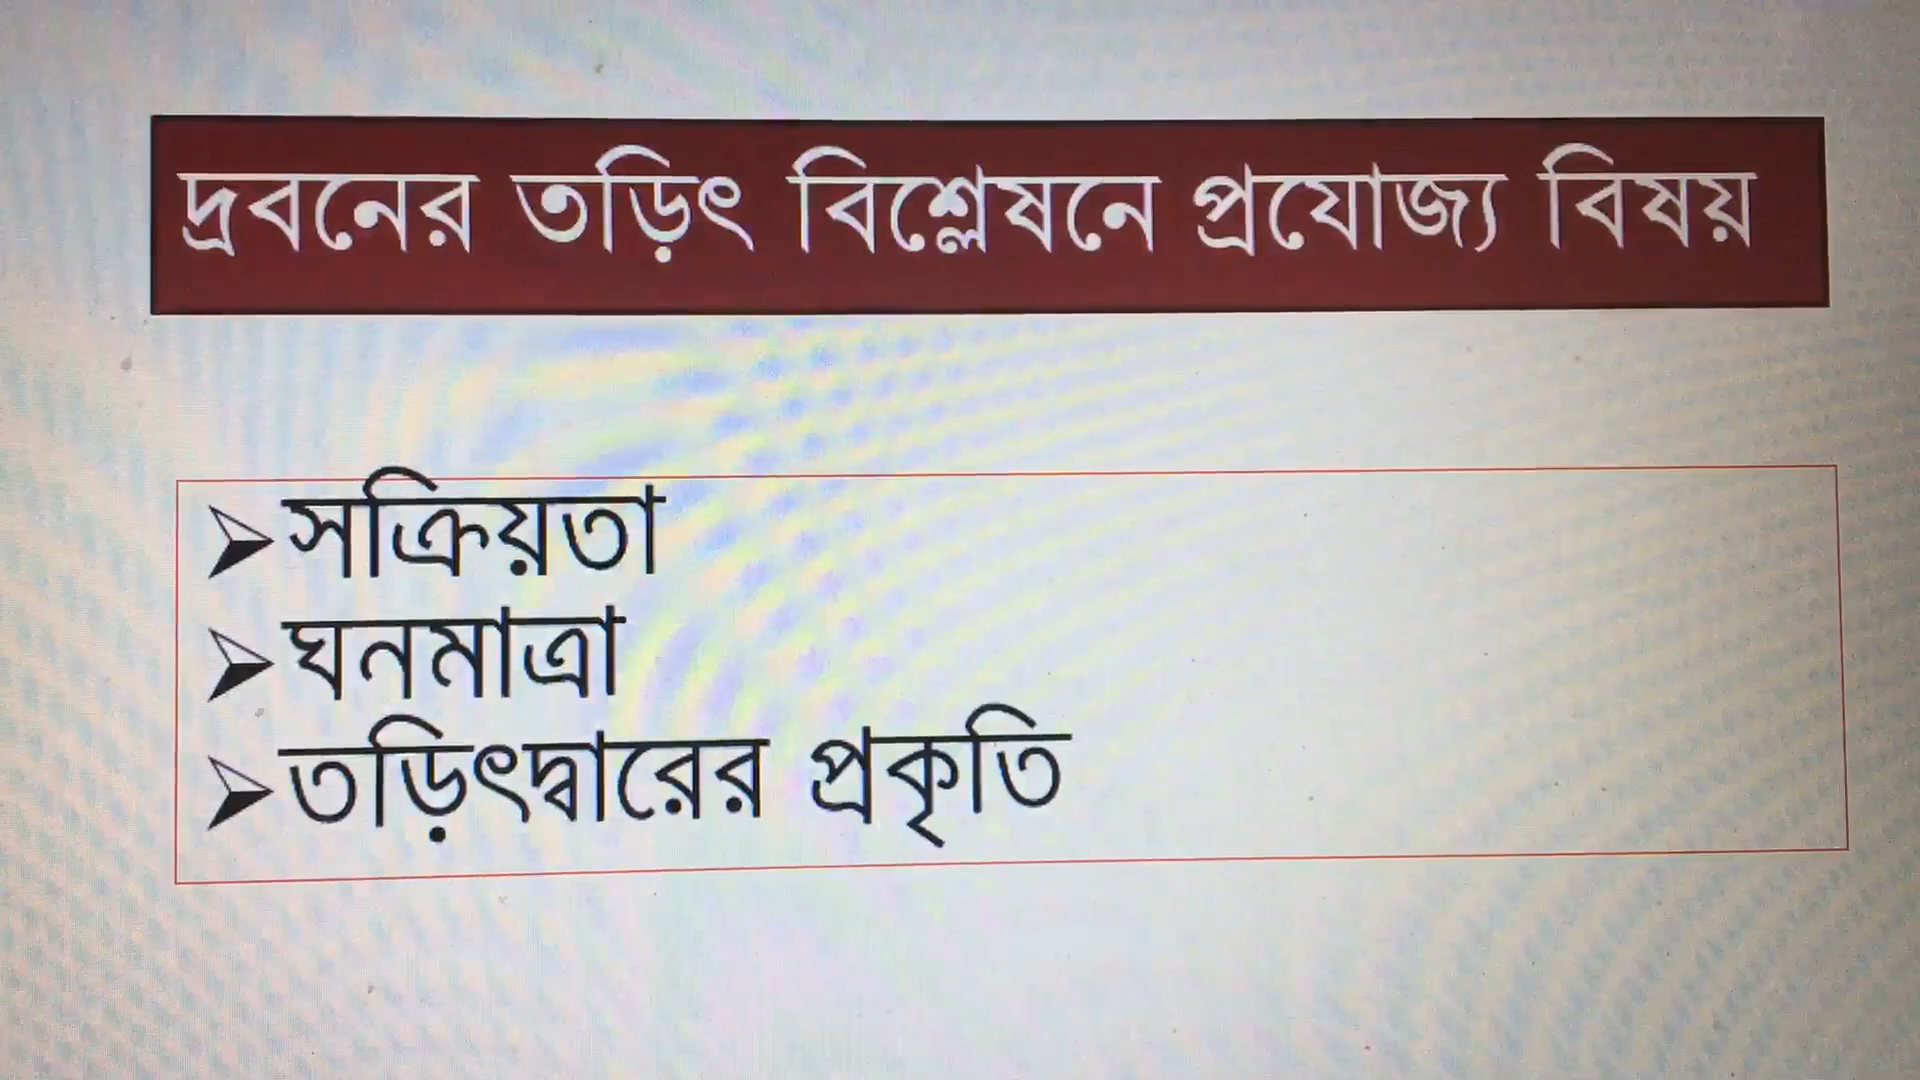 দ্রবনের তড়িৎ বিশ্লেষনে প্রযোজ্য বিষয়
➢সক্রিয়তা
➢ঘনমাত্রা
➢তড়িৎদ্বারের প্রকৃতি